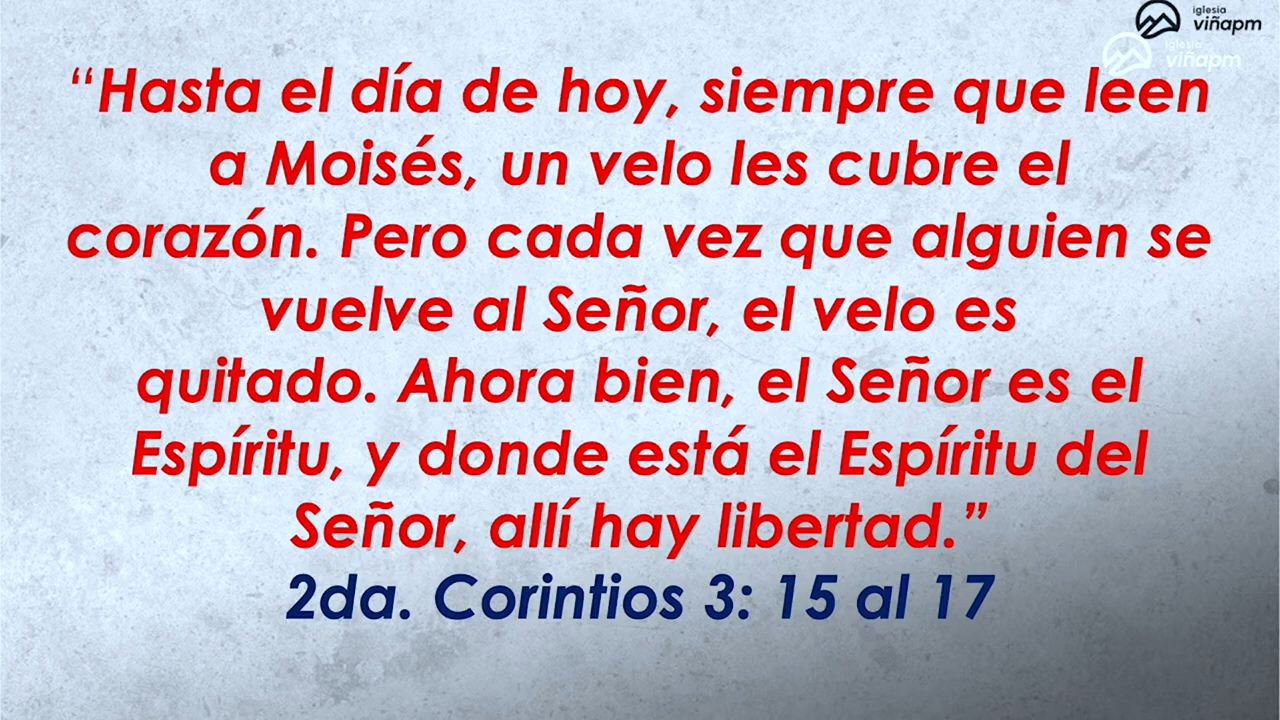 iglesia
viñapm
iglesia
viñapm
“Hasta el día de hoy, siempre que leen
a Moisés, un velo les cubre el
corazón. Pero cada vez que alguien se
vuelve al Señor, el velo es
quitado. Ahora bien, el Señor es el
Espíritu, y donde está el Espíritu del
Señor, allí hay libertad.”
2da. Corintios 3: 15 al 17